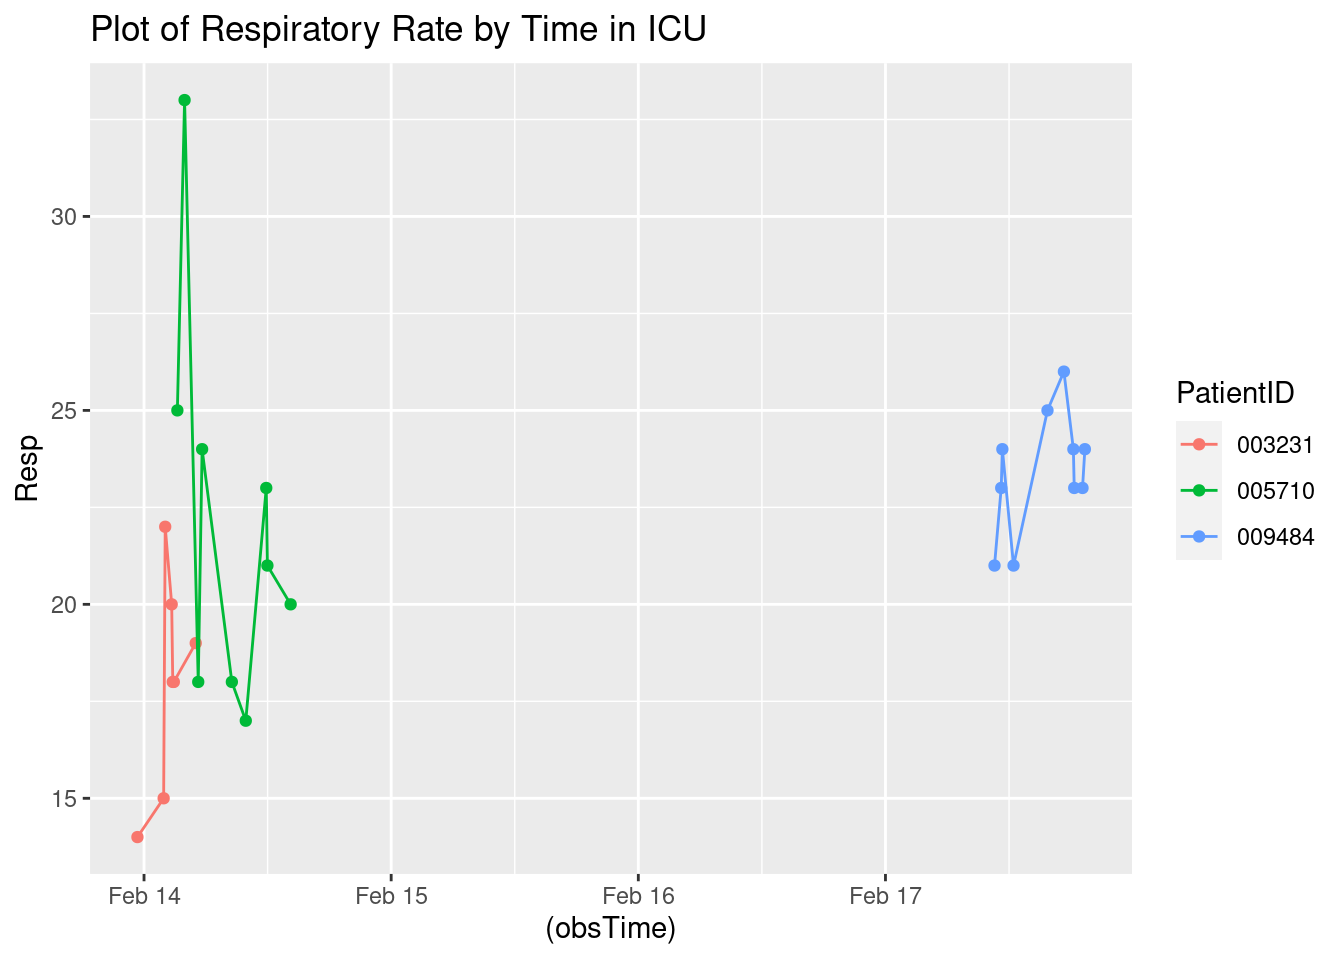 Plot of Respiratory Rate by Time in ICU
30
25
20
15
Resp
Feb 14
Feb 15
Feb 16
Feb 17
(obsTime)
PatientID
003231
005710
009484